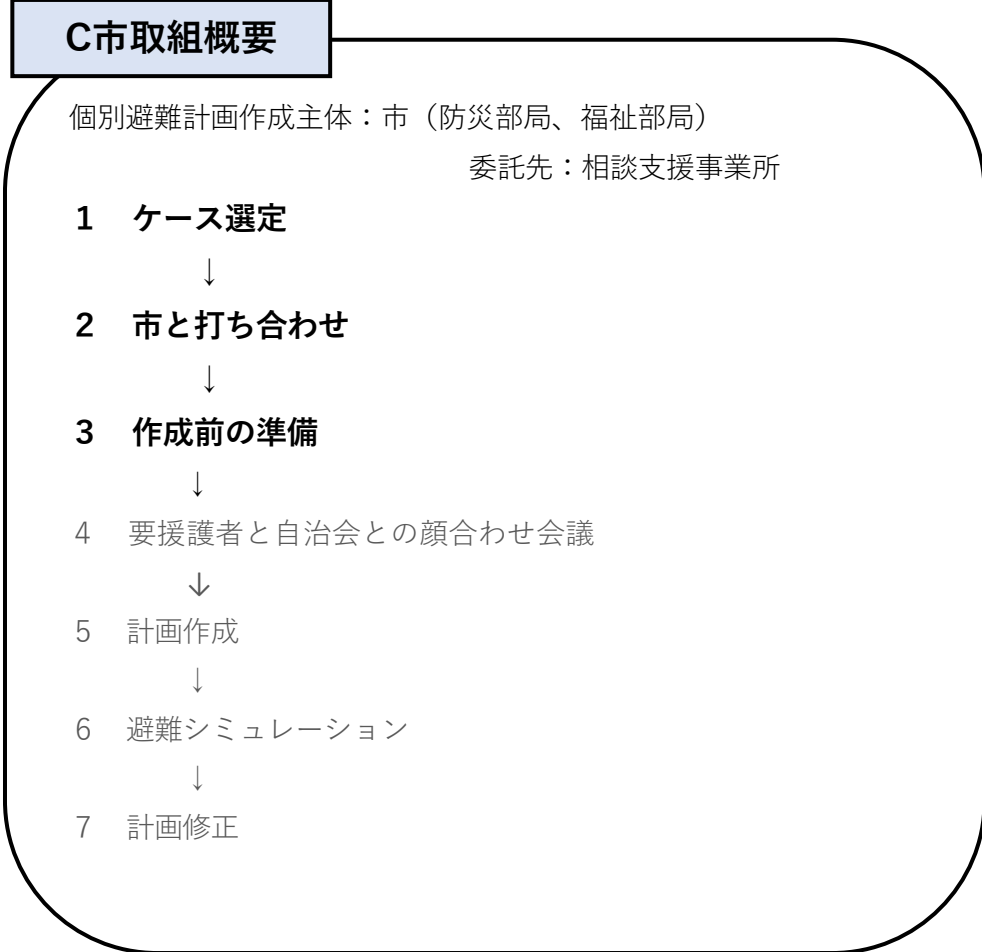 C市取組概要
個別避難計画作成主体：市（防災部局、福祉部局）
委託先：相談支援事業所
1　ケース選定
↓
2　市と打ち合わせ
↓
3　作成前の準備
↓
4　要援護者と自治会との顔合わせ会議
↓
5　計画作成
↓
6　避難シミュレーション
↓
7　計画修正